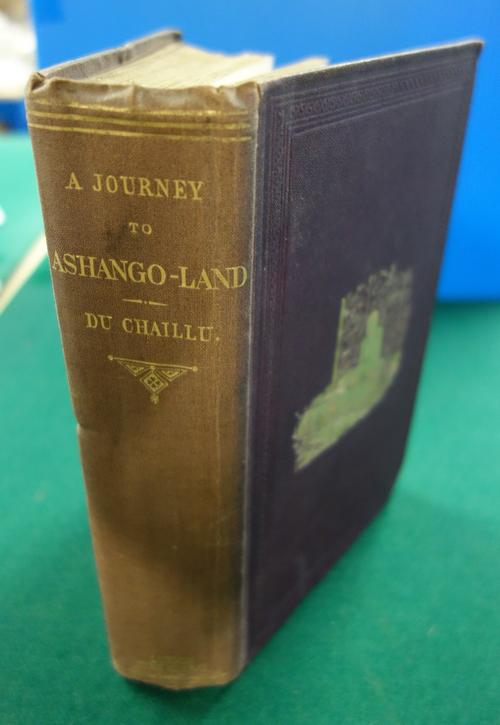 A JOURNEY
TO
ASHANGO-LAND
DU CHAILLU.